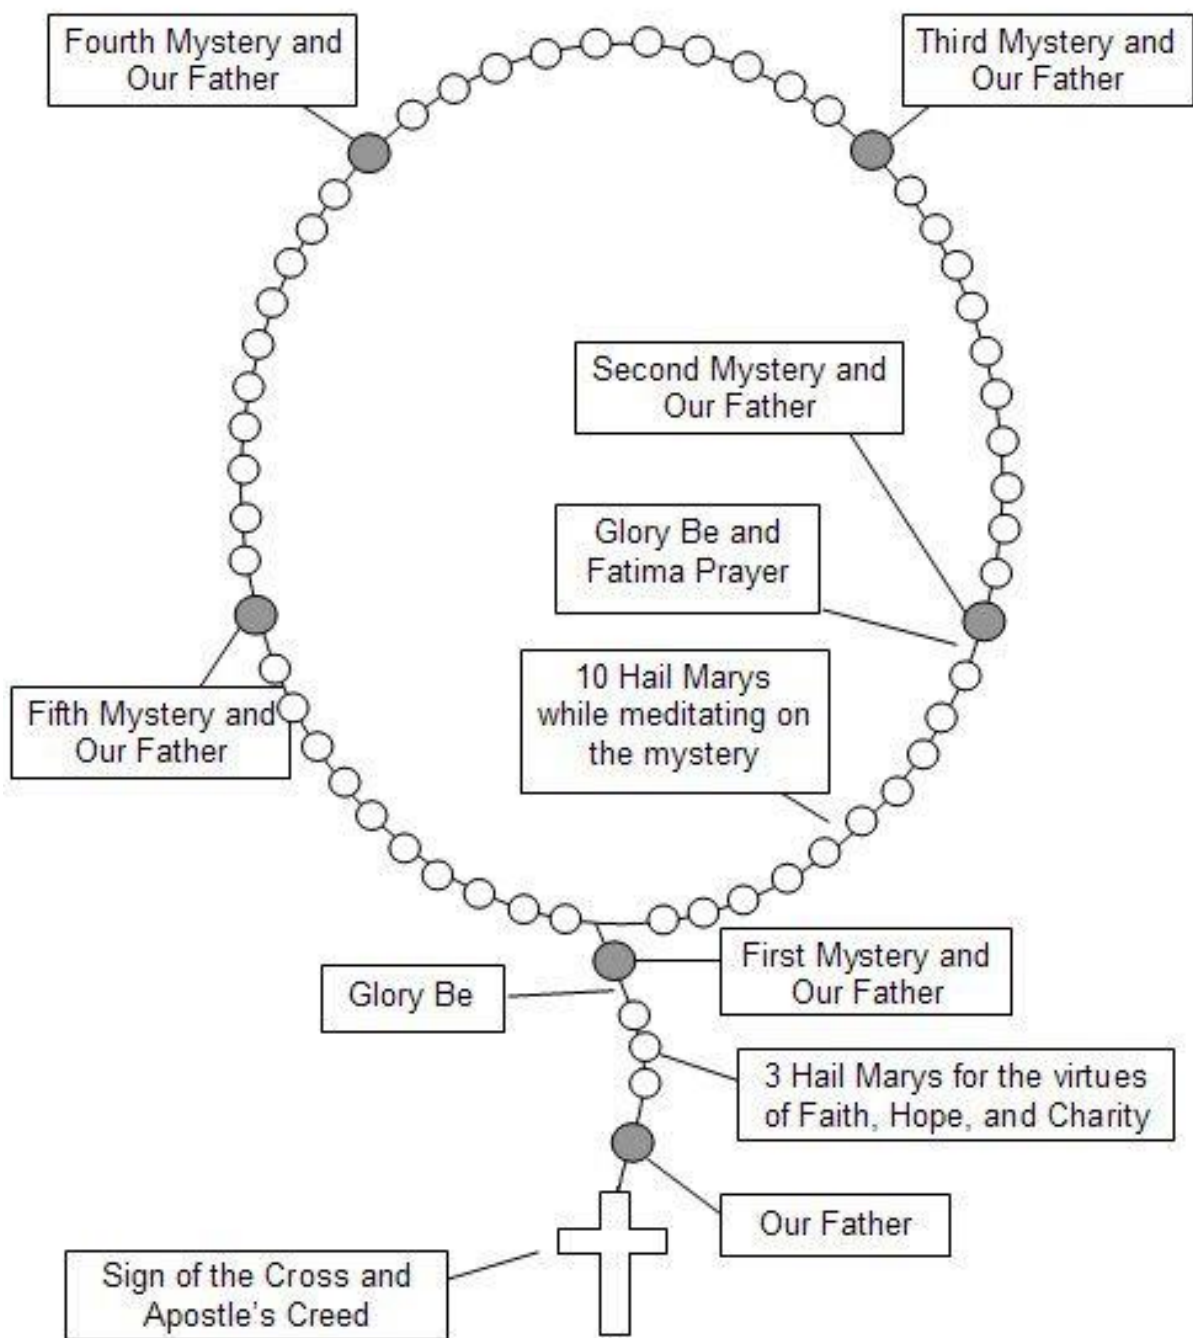 Fourth Mystery and
Our Father
Third Mystery and
Our Father
Second Mystery and
Our Father
Glory Be and
Fatima Prayer
10 Hail Marys
while meditating on
the mystery
Fifth Mystery and
Our Father
First Mystery and
Our Father
Glory Be
3 Hail Marys for the virtues
of Faith, Hope, and Charity
Our Father
Sign of the Cross and
Apostle's Creed